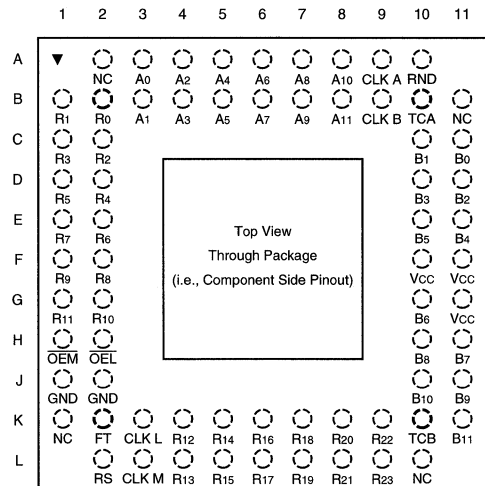 1 2 3 4 5 6 7 8 9 10 11
A ▼
NC A0 A2 A4 A6 A8 A10 CLK A RND
B
R1 R0 A1 A3 A5 A7 A9 A11 CLK B TCA NC
C
R3 R2 B1 B0
D
R5 R4 B3 B2
E
R7 R6 B5 B4
Top View
Through Package
(i.e., Component Side Pinout)
F
R9 R8 VCC VCC
G
R11 R10 B6 VCC
H
OEM OEL B8 B7
J
GND GND B10 B9
K
NC FT CLK L R12 R14 R16 R18 R20 R22 TCB B11
L
RS CLK M R13 R15 R17 R19 R21 R23 NC